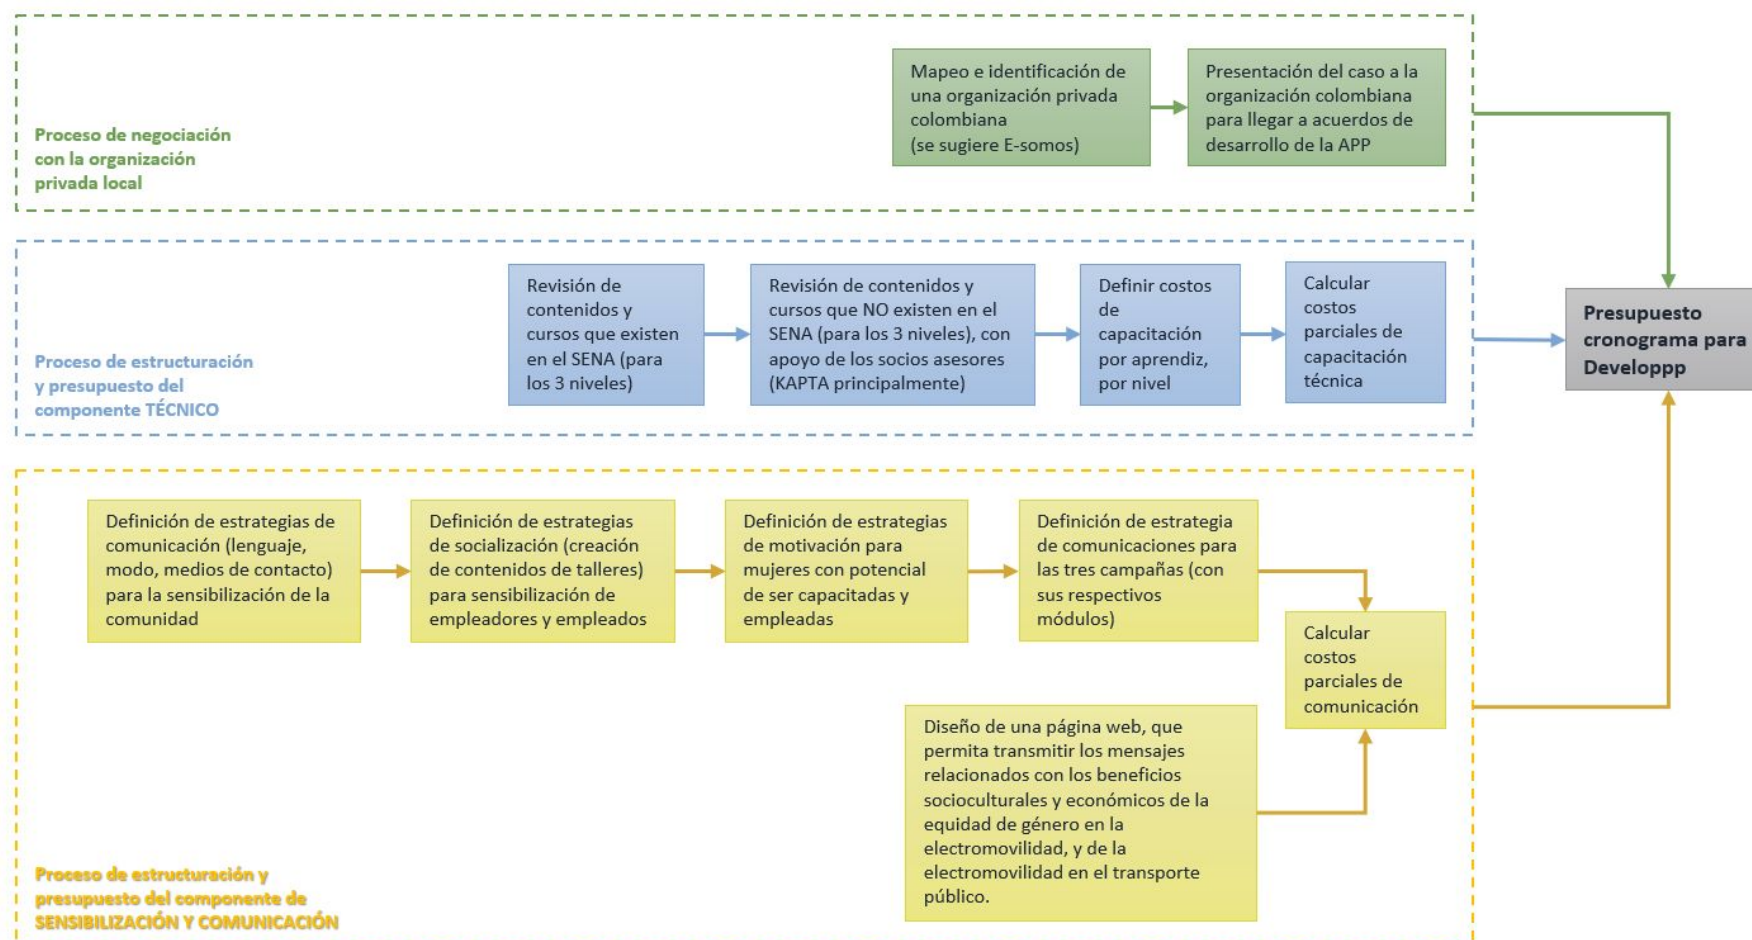 Mapeo e identificación de
una organización privada
colombiana
(se sugiere E-somos)
Presentación del caso a la
organización colombiana
para llegar a acuerdos de
desarrollo de la APP
Proceso de negociación
con la organización
privada local
Revisión de
contenidos y
cursos que existen
en el SENA (para
los 3 niveles)
Revisión de contenidos y
cursos que NO existen en el
SENA (para los 3 niveles), con
apoyo de los socios asesores
(KAPTA principalmente)
Definir costos
de
capacitación
por aprendiz,
por nivel
Calcular
costos
parciales de
capacitación
técnica
Proceso de estructuración
y presupuesto del
componente TÉCNICO
Presupuesto
cronograma para
Developpp
Definición de estrategias de
comunicación (lenguaje,
modo, medios de contacto)
para la sensibilización de la
comunidad
Definición de estrategias
de socialización (creación
de contenidos de talleres)
para sensibilización de
empleadores y empleados
Definición de estrategias
de motivación para
mujeres con potencial
de ser capacitadas y
empleadas
Definición de estrategia
de comunicaciones para
las tres campañas (con
sus respectivos
módulos)
Calcular
costos
parciales de
comunicación
Diseño de una página web, que
permita transmitir los mensajes
relacionados con los beneficios
socioculturales y económicos de la
equidad de género en la
electromovilidad, y de la
electromovilidad en el transporte
público.
Proceso de estructuración y
presupuesto del componente de
SENSIBILIZACIÓN Y COMUNICACIÓN